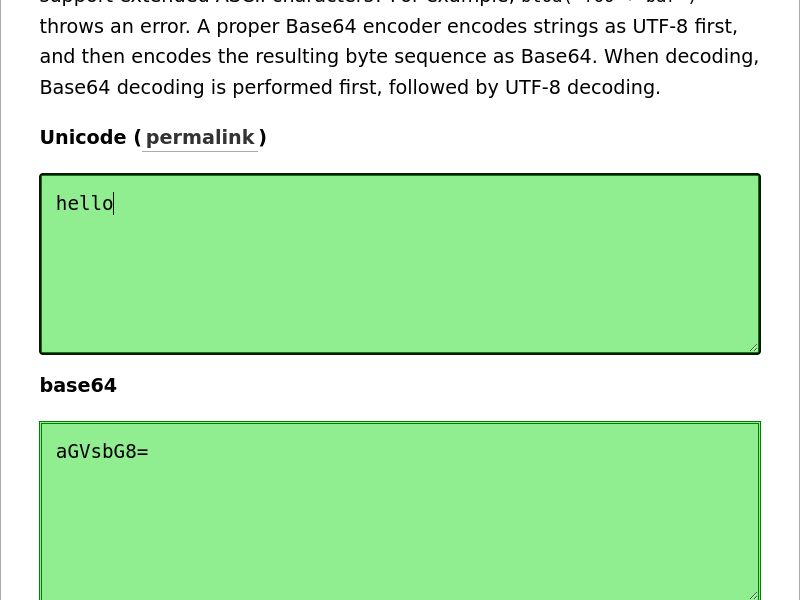 throws an error. A proper Base64 encoder encodes strings as UTF-8 first,
and then encodes the resulting byte sequence as Base64. When decoding,
Base64 decoding is performed first, followed by UTF-8 decoding.
Unicode (permalink)
hello
base64
aGVsbG8=